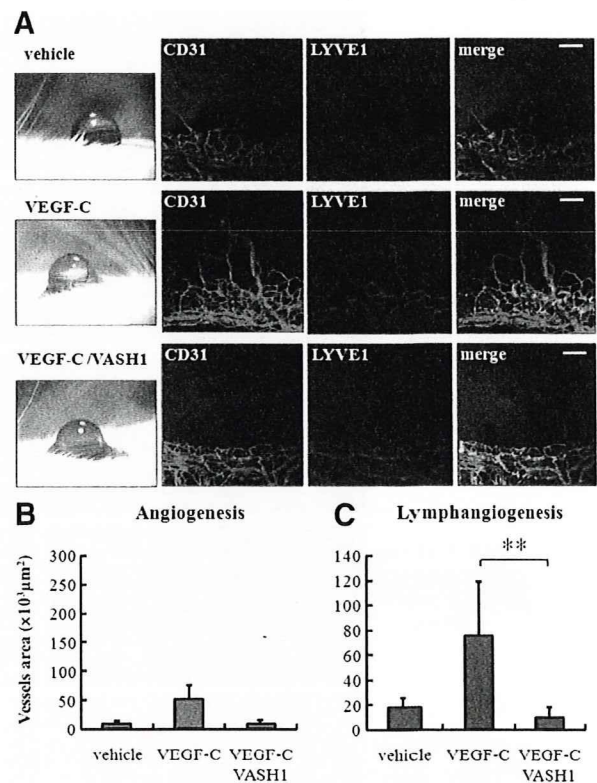 A
vehicle
CD31 LYVE1 merge
VEGF-C
CD31 LYVE1 merge
VEGF-C/VASH1
CD31 LYVE1 merge
B Angiogenesis
Vessels area (×10³μm²)
300
250
200
150
100
50
0
vehicle VEGF-C VEGF-C
VASH1
C Lymphangiogenesis
**
140
120
100
80
60
40
20
0
vehicle VEGF-C VEGF-C
VASH1